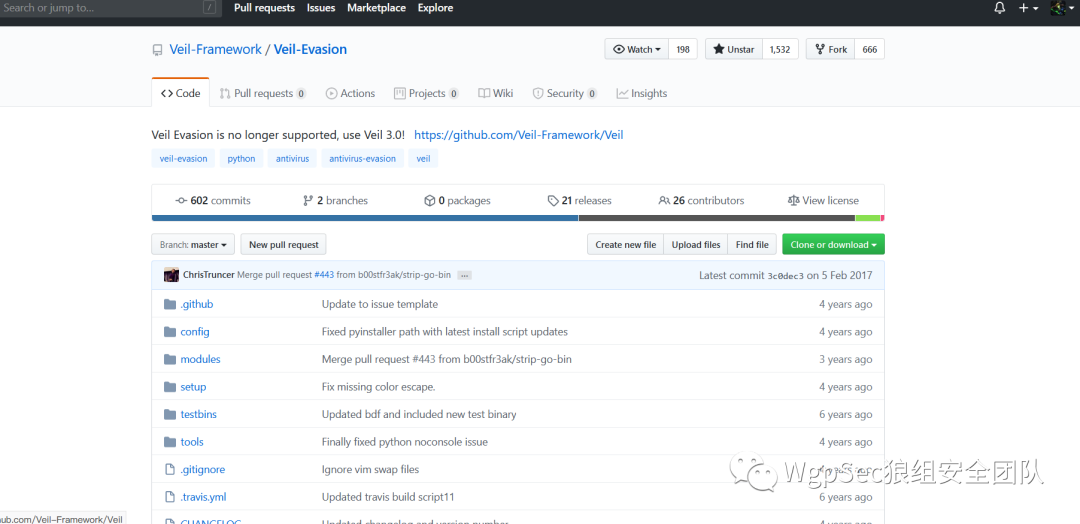 Search or jump to... /
Pull requests Issues Marketplace Explore
Veil-Framework / Veil-Evasion
Watch 198 Unstar 1,532 Fork 666
Code Pull requests 0 Actions Projects 0 Wiki Security 0 Insights
Veil Evasion is no longer supported, use Veil 3.0! https://github.com/Veil-Framework/Veil
veil-evasion python antivirus antivirus-evasion veil
602 commits 2 branches 0 packages 21 releases 26 contributors View license
Branch: master New pull request Create new file Upload files Find file Clone or download
ChrisTruncer Merge pull request #443 from b00stfr3ak/strip-go-bin ... Latest commit 3c0dec3 on 5 Feb 2017
.github Update to issue template 4 years ago
config Fixed pyinstaller path with latest install script updates 4 years ago
modules Merge pull request #443 from b00stfr3ak/strip-go-bin 3 years ago
setup Fix missing color escape. 4 years ago
testbins Updated bdf and included new test binary 6 years ago
tools Finally fixed python noconsole issue 4 years ago
.gitignore Ignore vim swap files years ago
WgpSec狼组安全团队
.travis.yml Updated travis build script11 6 years ago
CHANGELOG Updated changelog and version number 4 years ago
ub.com/Veil-Framework/Veil